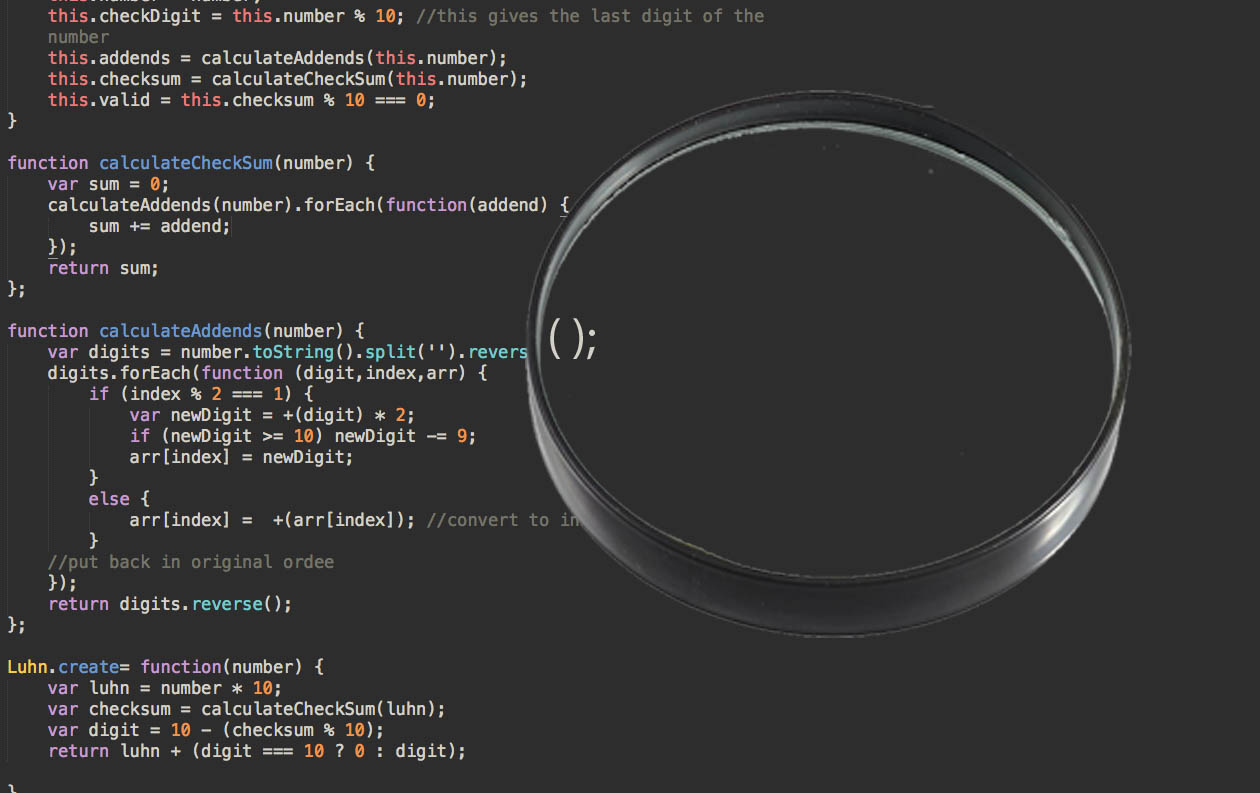 this.checkDigit = this.number % 10; //this gives the last digit of the
number
this.addends = calculateAddends(this.number);
this.checksum = calculateCheckSum(this.number);
this.valid = this.checksum % 10 === 0;
}
function calculateCheckSum(number) {
var sum = 0;
calculateAddends(number).forEach(function(addend) {
sum += addend;
});
return sum;
};
function calculateAddends(number) {
var digits = number.toString().split('').revers ();
digits.forEach(function (digit,index,arr) {
if (index % 2 === 1) {
var newDigit = +(digit) * 2;
if (newDigit >= 10) newDigit -= 9;
arr[index] = newDigit;
}
else {
arr[index] =  +(arr[index]); //convert to in
}
//put back in original ordee
});
return digits.reverse();
};
Luhn.create= function(number) {
var luhn = number * 10;
var checksum = calculateCheckSum(luhn);
var digit = 10 - (checksum % 10);
return luhn + (digit === 10 ? 0 : digit);
}